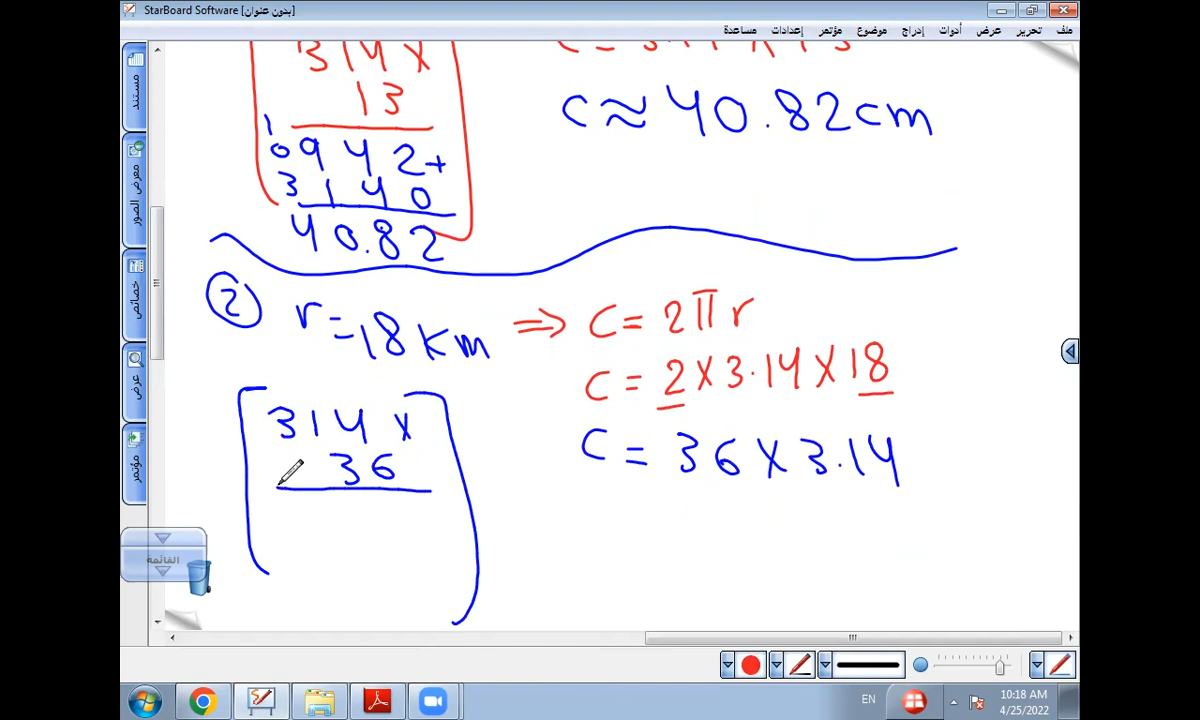 StarBoard Software [بدون عنوان]
ملف تحرير عرض إدراج أدوات موضوع مؤتمر إعدادات مساعدة
مستند
معرض الصور
خصائص
عرض
مؤتمر
القائمة
314 x
13
1
0942+
3140
40.82
C ≈ 40.82cm
2 r = 18 km ⇒ C = 2πr
C = 2 x 3.14 x 18
C = 36 x 3.14
314 x
36
EN
10:18 AM
4/25/2022